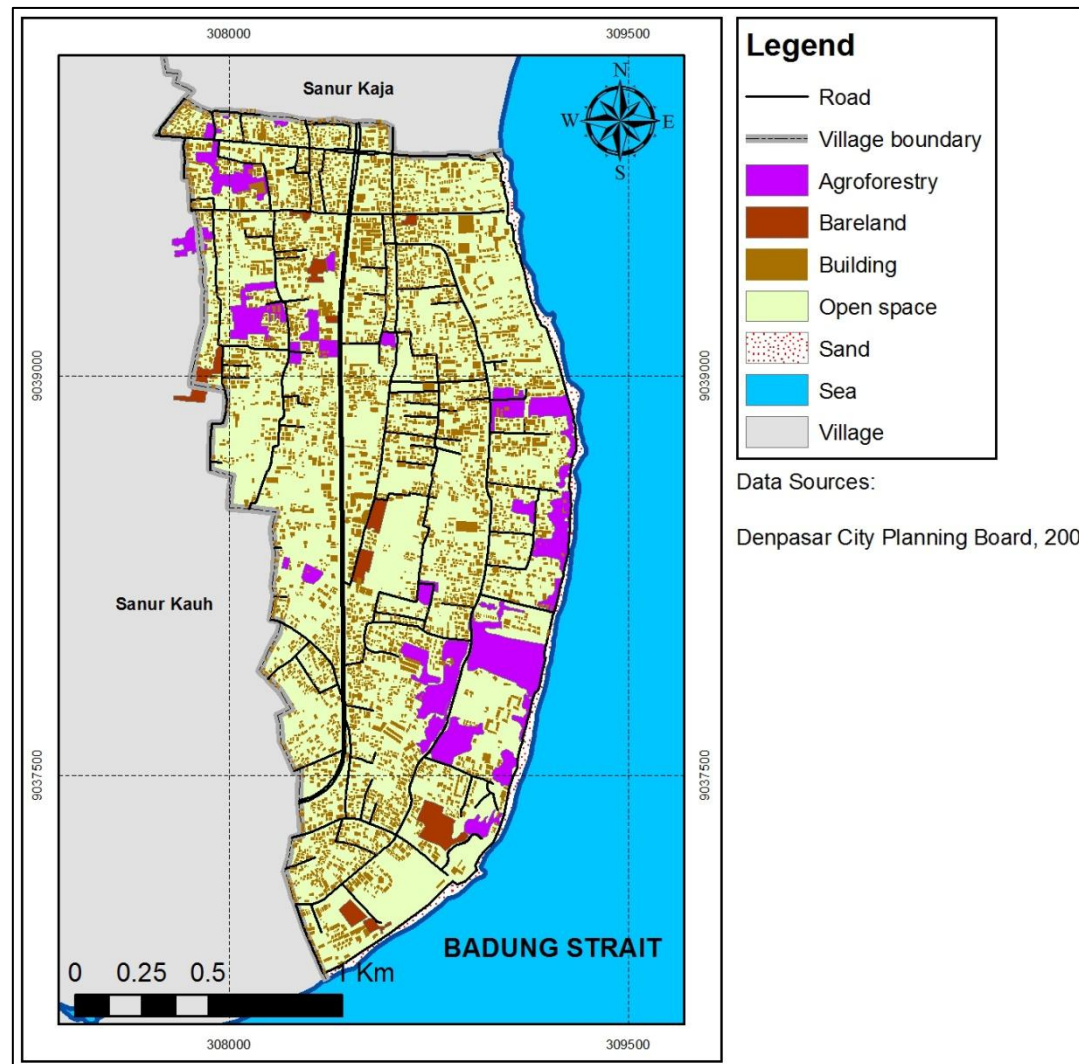 308000
309500
Sanur Kaja
N
W
E
S
9039000
9039000
Sanur Kauh
9037500
9037500
BADUNG STRAIT
0 0.25 0.5 1 Km
308000
309500
Legend
Road
Village boundary
Agroforestry
Bareland
Building
Open space
Sand
Sea
Village
Data Sources:
Denpasar City Planning Board, 200